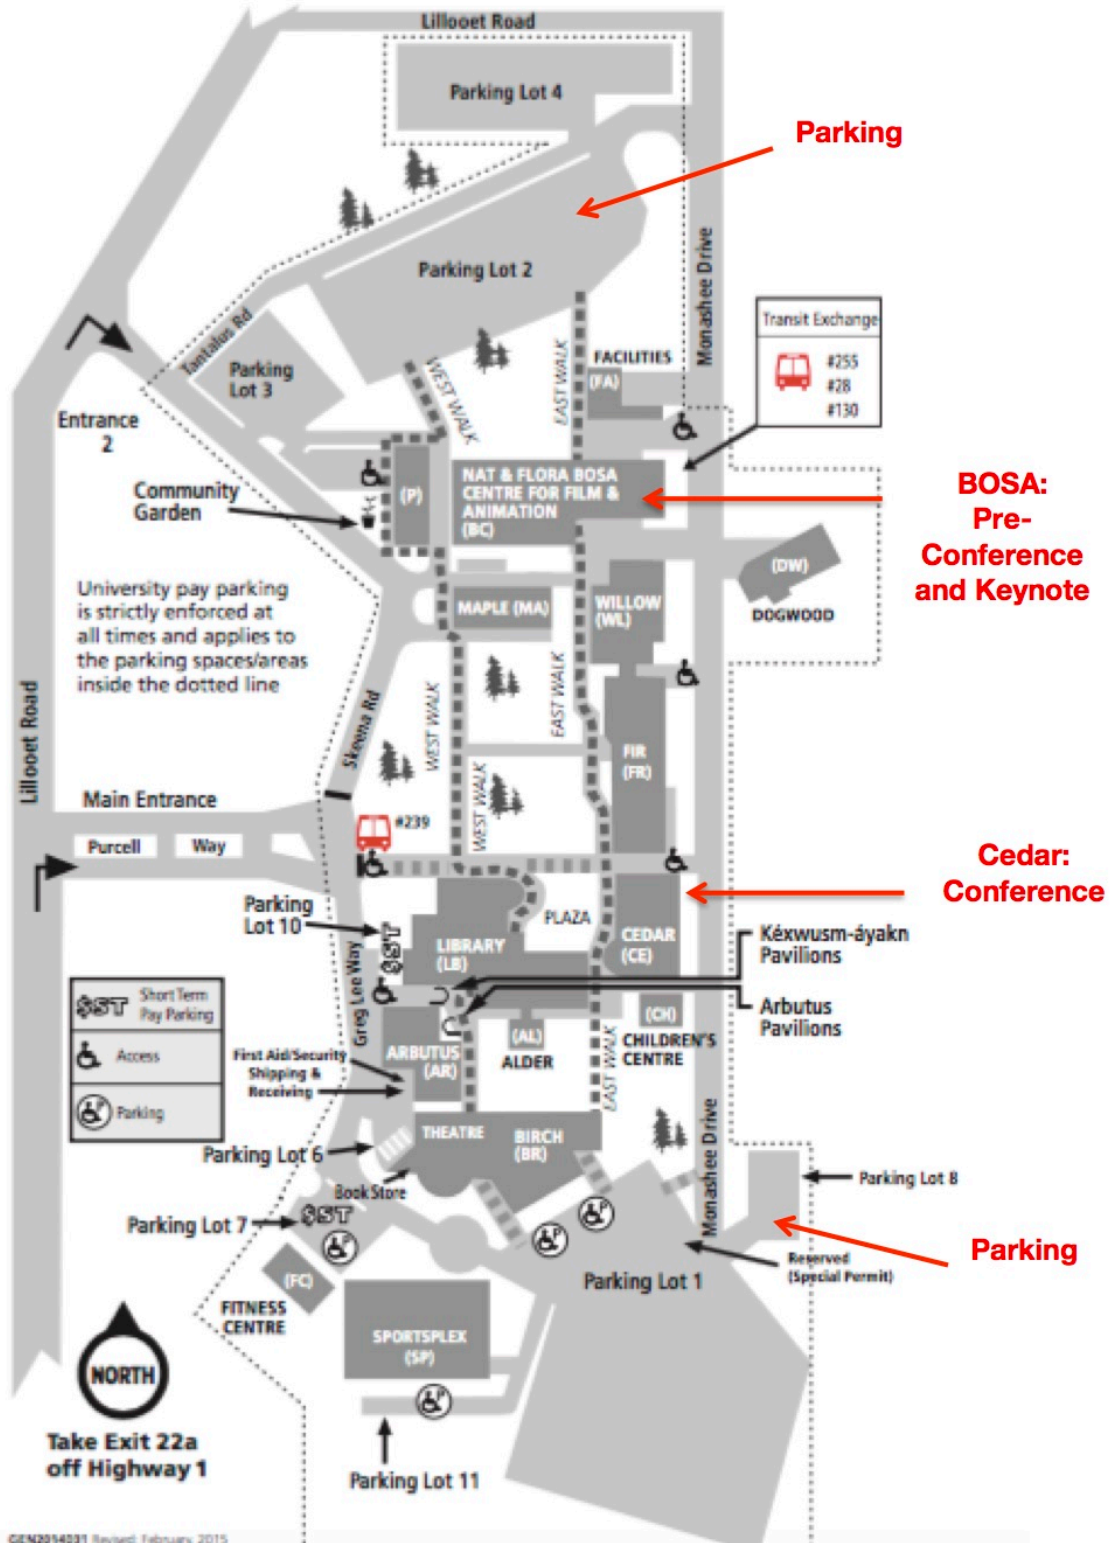 Lillooet Road
Parking Lot 4
Parking
Parking Lot 2
Monashee Drive
Tantalus Rd
Parking
Lot 3
WEST WALK
EAST WALK
FACILITIES
(FA)
Transit Exchange
#255
#28
#130
Entrance
2
Community
Garden
(P)
NAT & FLORA BOSA
CENTRE FOR FILM &
ANIMATION
(BC)
BOSA:
Pre-
Conference
and Keynote
(DW)
DOGWOOD
University pay parking
is strictly enforced at
all times and applies to
the parking spaces/areas
inside the dotted line
MAPLE (MA)
WILLOW
(WL)
Lillooet Road
Skeena Rd
WEST WALK
EAST WALK
FIR
(FR)
Main Entrance
Purcell
Way
#239
WEST WALK
Cedar:
Conference
Parking
Lot 10
$ST
PLAZA
LIBRARY
(LB)
CEDAR
(CE)
Kéxwusm-áyakn
Pavilions
Arbutus
Pavilions
Greg Lee Way
$ST
Short Term
Pay Parking
Access
P
Parking
(CH)
CHILDREN'S
CENTRE
(AL)
ALDER
EAST WALK
First Aid/Security
Shipping &
Receiving
ARBUTUS
(AR)
THEATRE
BIRCH
(BR)
Monashee Drive
Parking Lot 6
Book Store
Parking Lot 8
Parking Lot 7
$ST
P
P
P
Parking
Reserved
(Special Permit)
Parking Lot 1
(FC)
FITNESS
CENTRE
SPORTSPLEX
(SP)
P
NORTH
Take Exit 22a
off Highway 1
Parking Lot 11
Revised: February, 2015